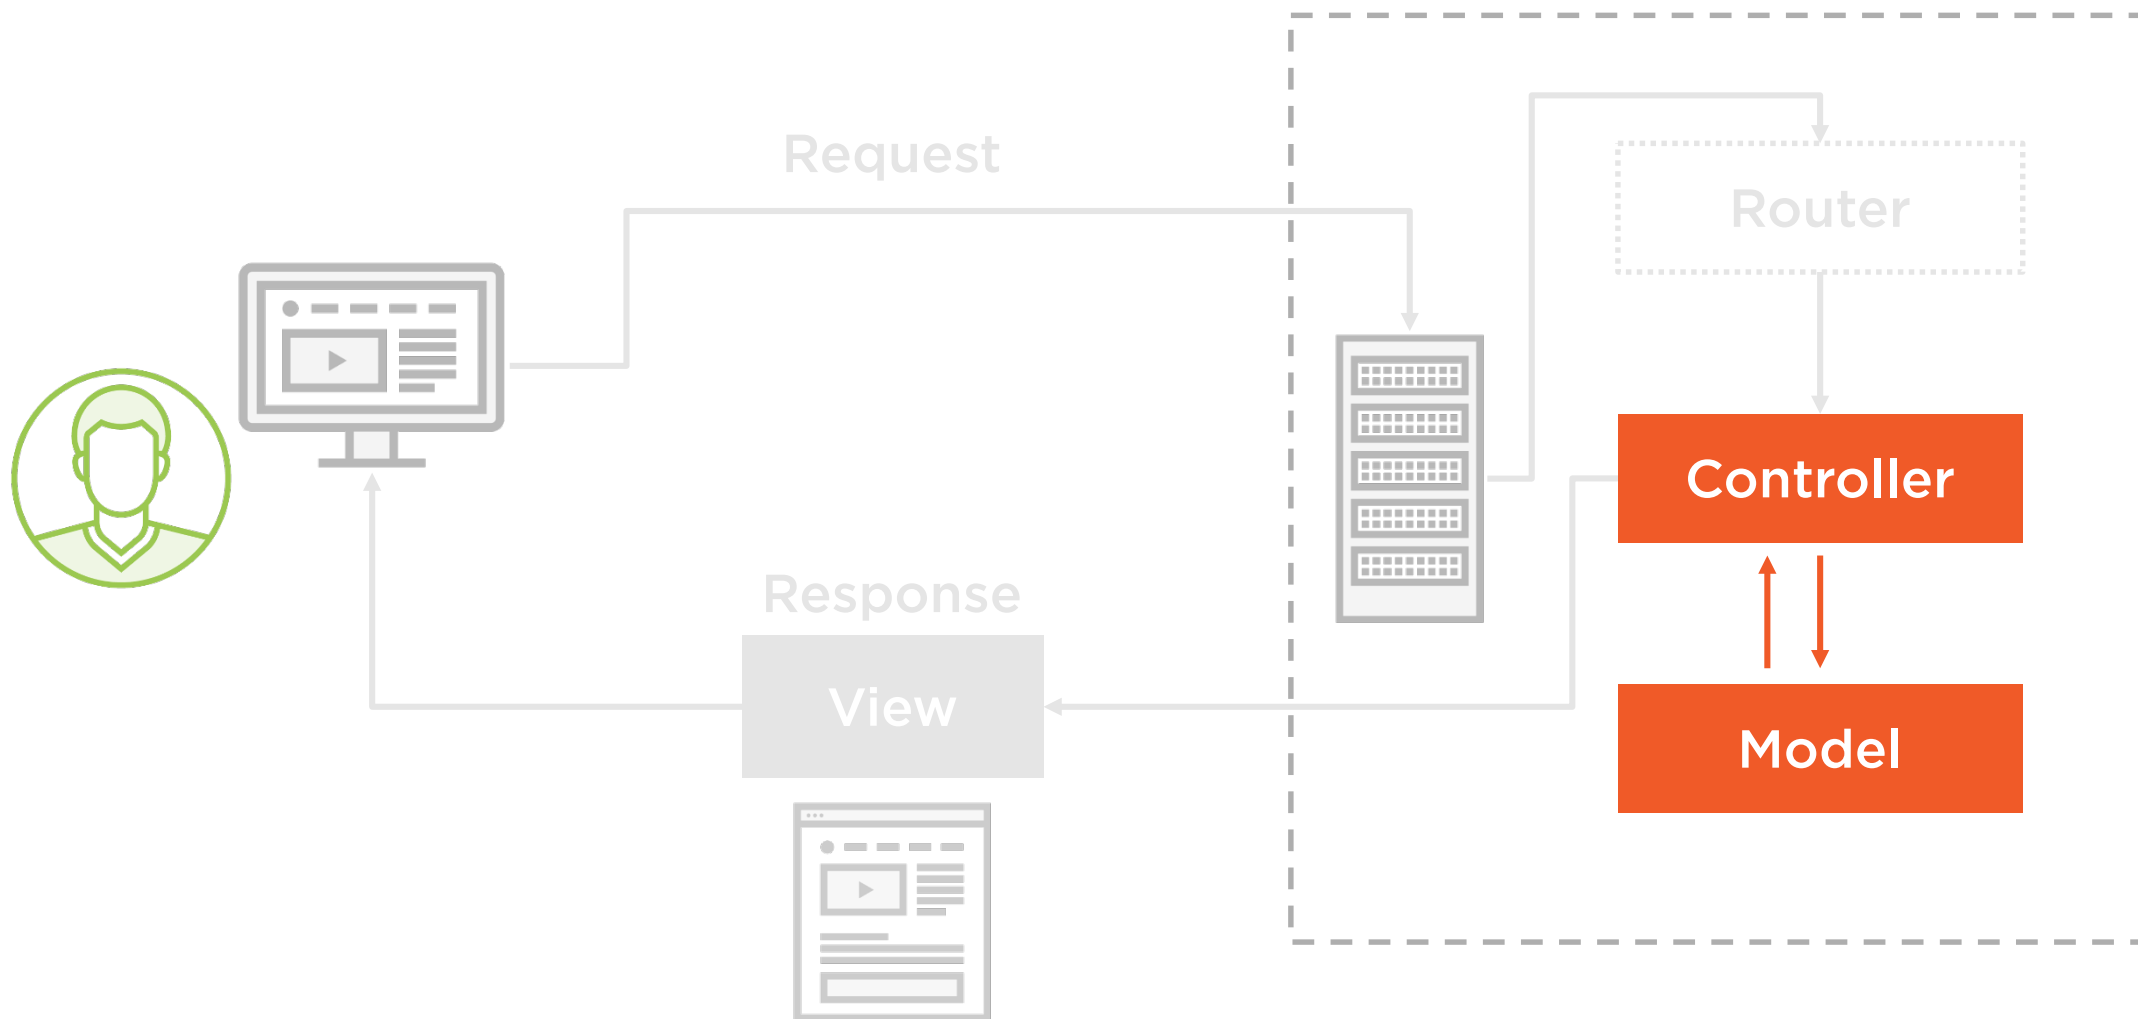 Request
Router
Controller
Response
View
Model